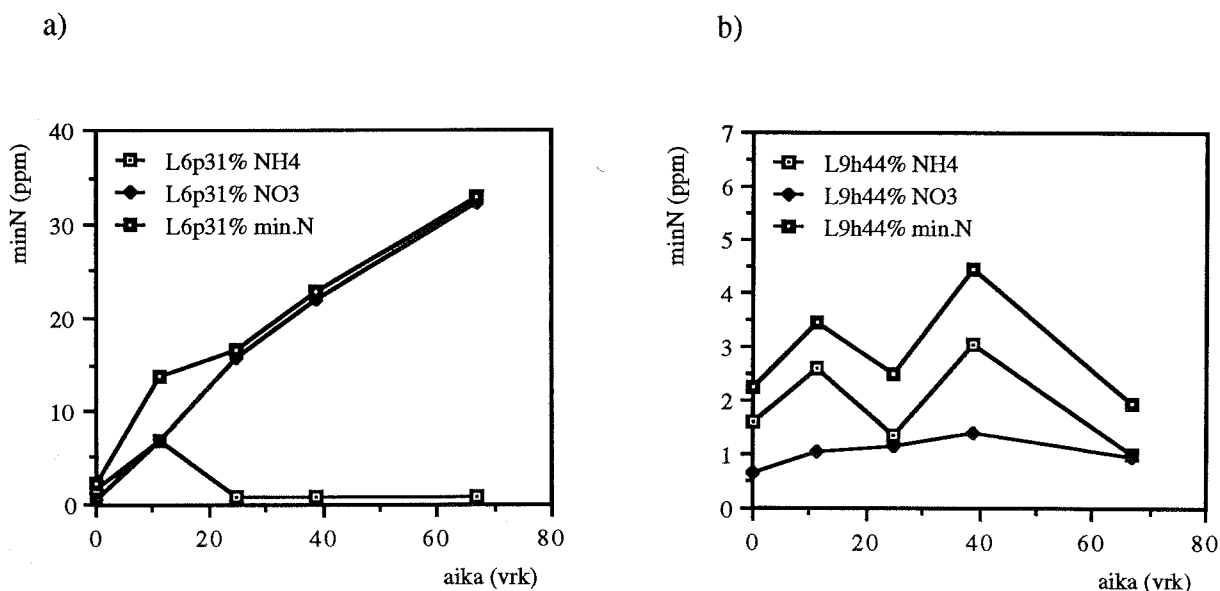 a)
minN (ppm)
40
30
20
10
0
L6p31% NH4
L6p31% NO3
L6p31% min.N
0 20 40 60 80
aika (vrk)
b)
minN (ppm)
7
6
5
4
3
2
1
0
L9h44% NH4
L9h44% NO3
L9h44% min.N
0 20 40 60 80
aika (vrk)